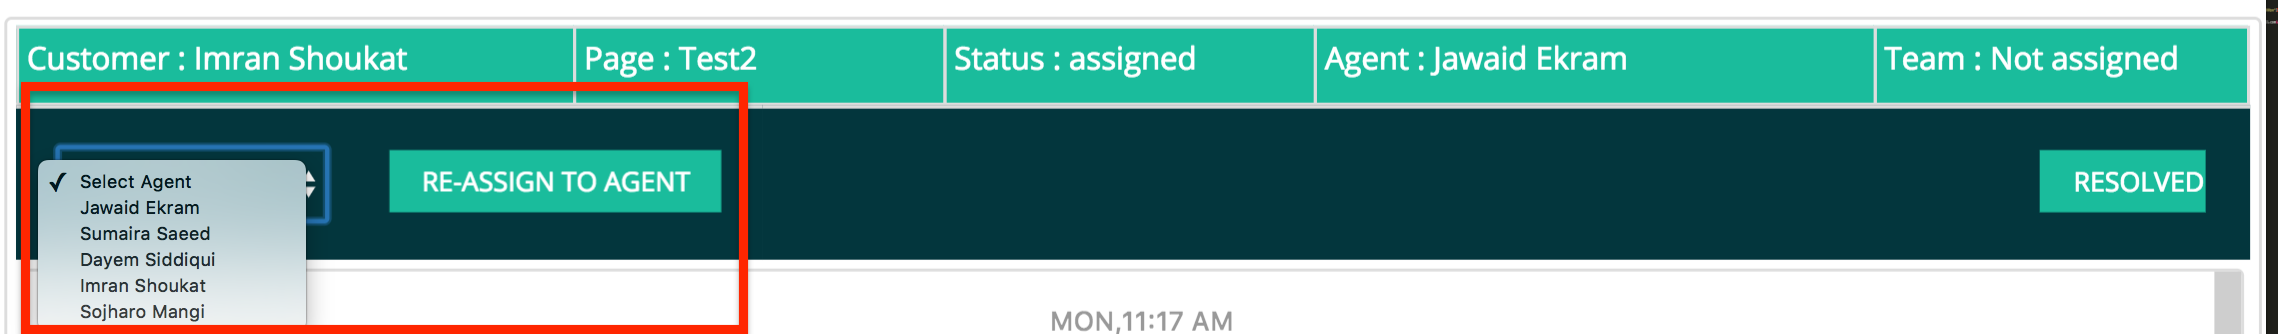 Customer : Imran Shoukat
Page : Test2
Status : assigned
Agent : Jawaid Ekram
Team : Not assigned
✓ Select Agent
Jawaid Ekram
Sumaira Saeed
Dayem Siddiqui
Imran Shoukat
Sojharo Mangi
RE-ASSIGN TO AGENT
RESOLVED
MON,11:17 AM